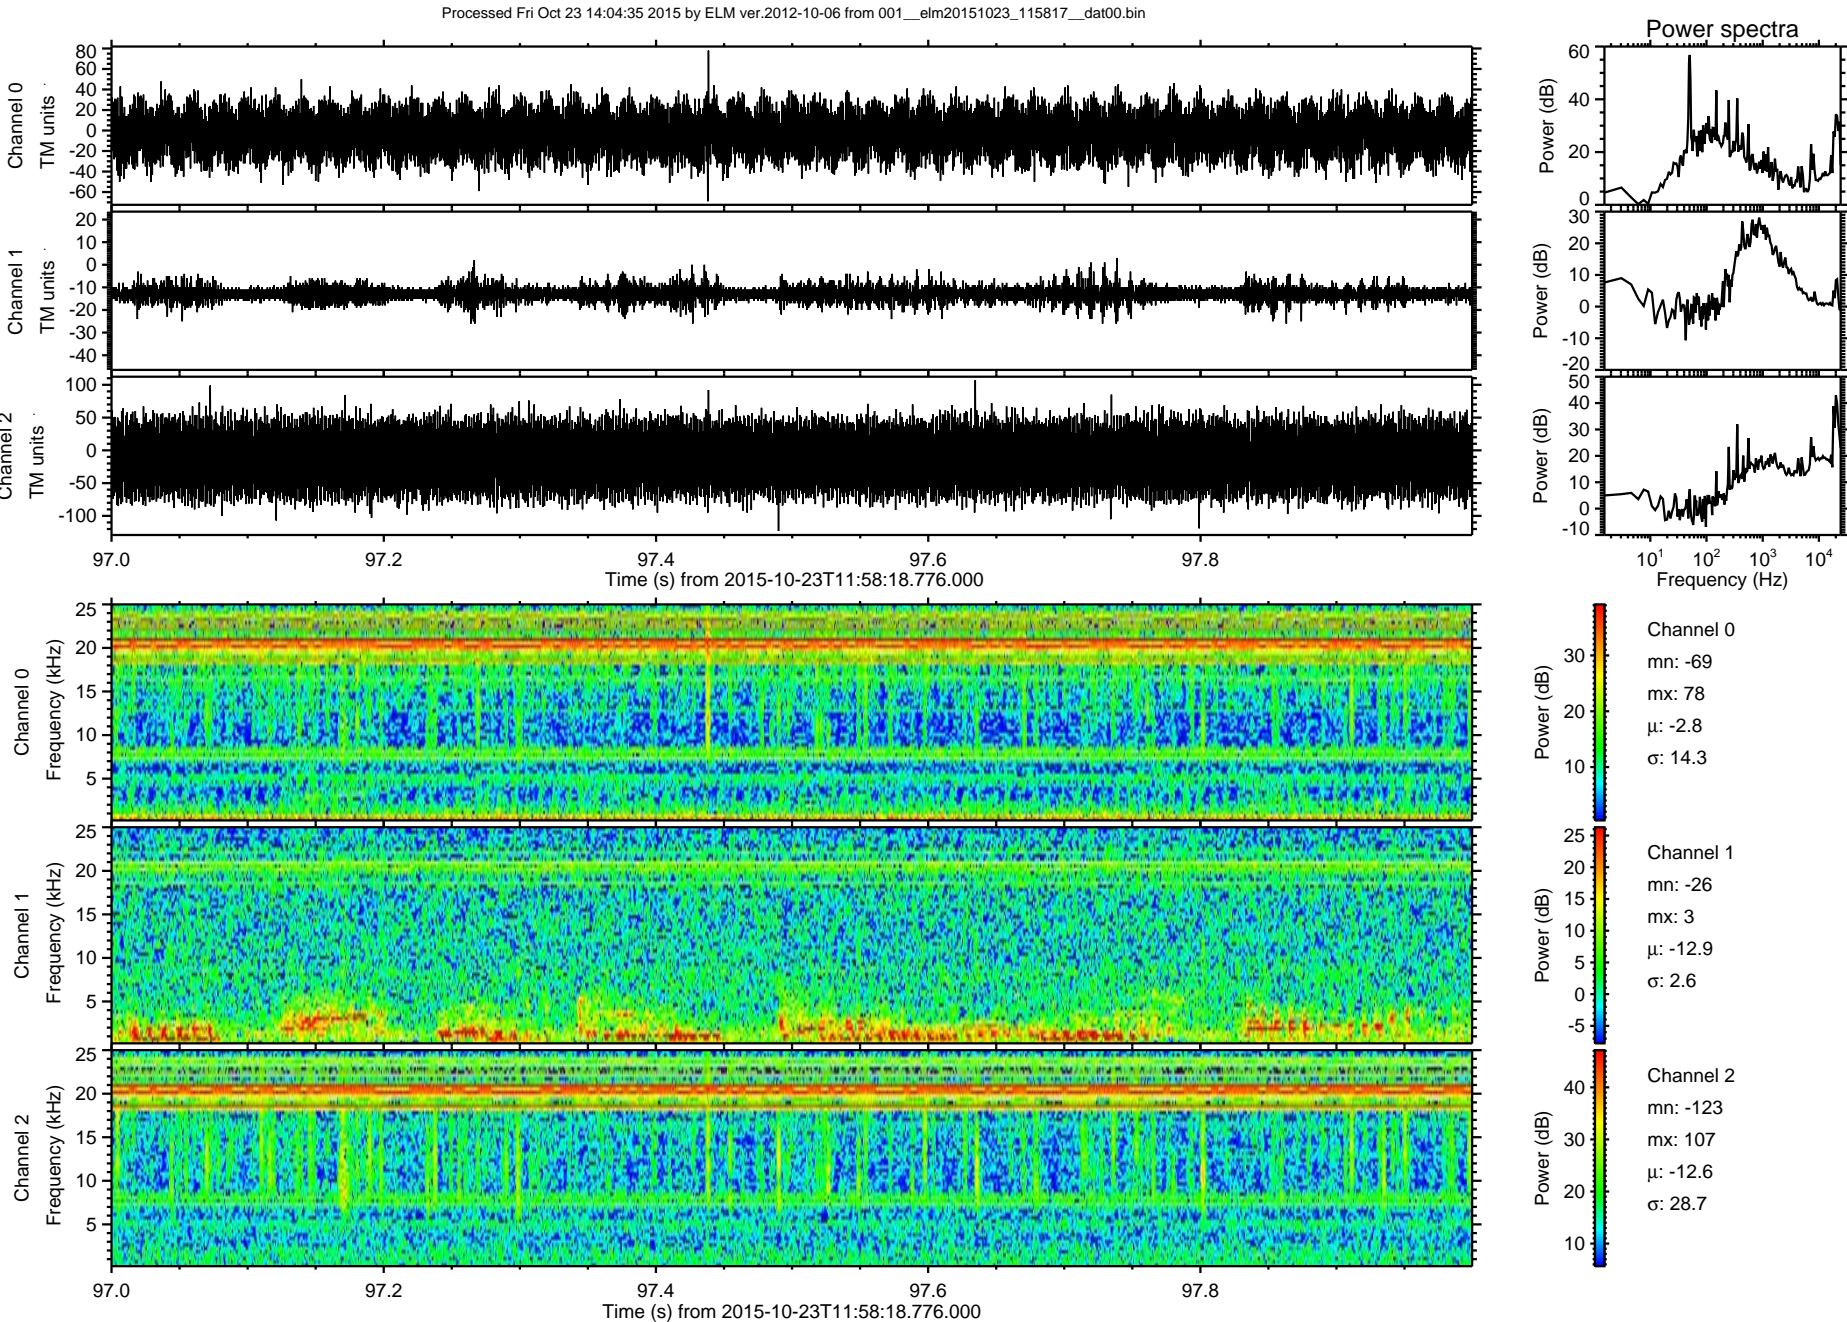 Processed Fri Oct 23 14:04:35 2015 by ELM ver.2012-10-06 from 001__elm20151023_115817__dat00.bin
Power spectra
Channel 0
TM units
80
60
40
20
0
-20
-40
-60
Power (dB)
60
40
20
0
Channel 1
TM units
20
10
0
-10
-20
-30
-40
Power (dB)
30
20
10
0
-10
-20
Channel 2
TM units
100
50
0
-50
-100
Power (dB)
50
40
30
20
10
0
-10
97.0 97.2 97.4 97.6 97.8
Time (s) from 2015-10-23T11:58:18.776.000
10^1 10^2 10^3 10^4
Frequency (Hz)
Channel 0
Frequency (kHz)
25
20
15
10
5
Power (dB)
30
20
10
Channel 0
mn: -69
mx: 78
μ: -2.8
σ: 14.3
Channel 1
Frequency (kHz)
25
20
15
10
5
Power (dB)
25
20
15
10
5
0
-5
Channel 1
mn: -26
mx: 3
μ: -12.9
σ: 2.6
Channel 2
Frequency (kHz)
25
20
15
10
5
Power (dB)
40
30
20
10
Channel 2
mn: -123
mx: 107
μ: -12.6
σ: 28.7
97.0 97.2 97.4 97.6 97.8
Time (s) from 2015-10-23T11:58:18.776.000